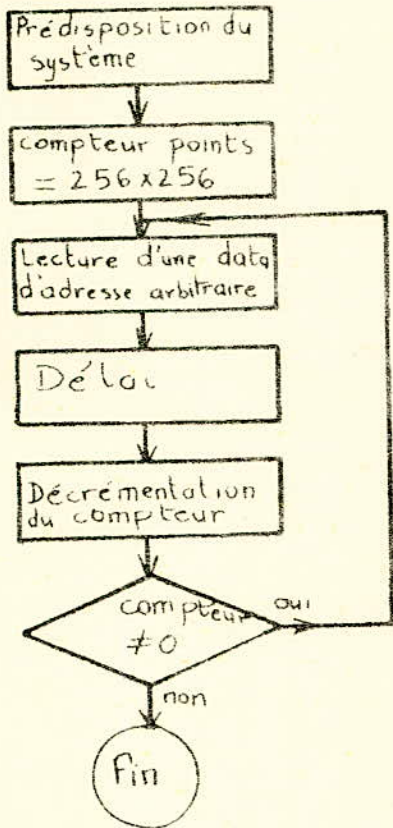 Prédisposition du
système
compteur points
= 256x256
Lecture d'une data
d'adresse arbitraire
Délai
Décrémentation
du compteur
compteur
≠0
oui
non
Fin